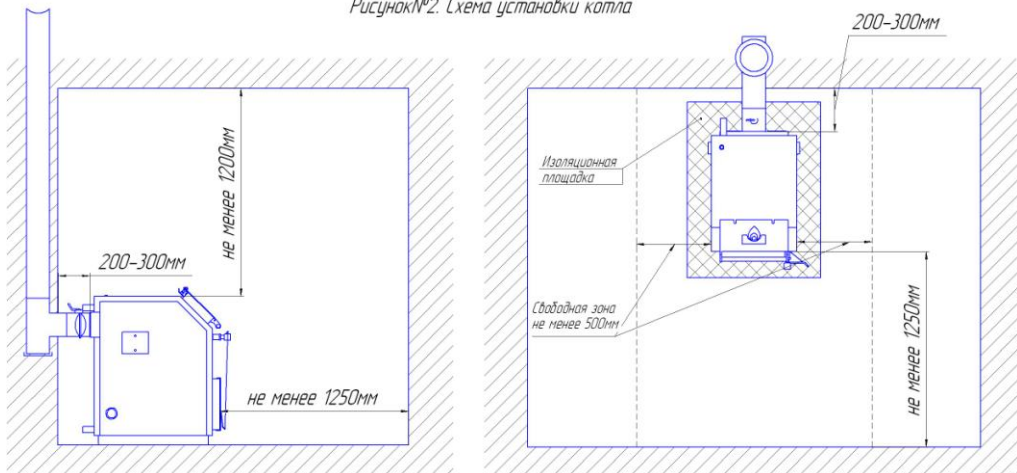 Рисунок№2. Схема установки котла
не менее 1200мм
200-300мм
не менее 1250мм
200-300мм
Изоляционная
площадка
Свободная зона
не менее 500мм
не менее 1250мм